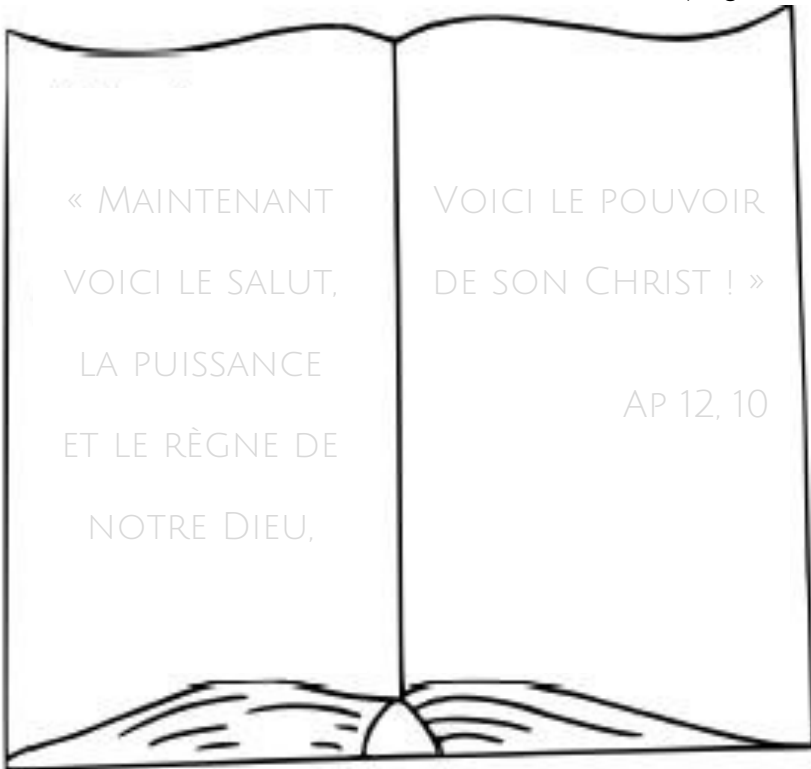 « Maintenant
voici le salut,
la puissance
et le règne de
notre Dieu,
Voici le pouvoir
de son Christ ! »
Ap 12, 10